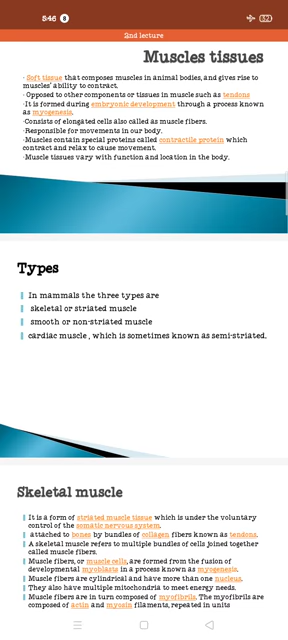 5:46 8
52
2nd lecture
Muscles tissues
· Soft tissue that composes muscles in animal bodies, and gives rise to
muscles' ability to contract.
· Opposed to other components or tissues in muscle such as tendons
·It is formed during embryonic development through a process known
as myogenesis.
·Consists of elongated cells also called as muscle fibers.
·Responsible for movements in our body.
·Muscles contain special proteins called contractile protein which
contract and relax to cause movement.
·Muscle tissues vary with function and location in the body.
Types
In mammals the three types are
skeletal or striated muscle
smooth or non-striated muscle
cardiac muscle , which is sometimes known as semi-striated.
Skeletal muscle
It is a form of striated muscle tissue which is under the voluntary
control of the somatic nervous system.
attached to bones by bundles of collagen fibers known as tendons.
A skeletal muscle refers to multiple bundles of cells joined together
called muscle fibers.
Muscle fibers, or muscle cells, are formed from the fusion of
developmental myoblasts in a process known as myogenesis.
Muscle fibers are cylindrical and have more than one nucleus.
They also have multiple mitochondria to meet energy needs.
Muscle fibers are in turn composed of myofibrils. The myofibrils are
composed of actin and myosin filaments, repeated in units